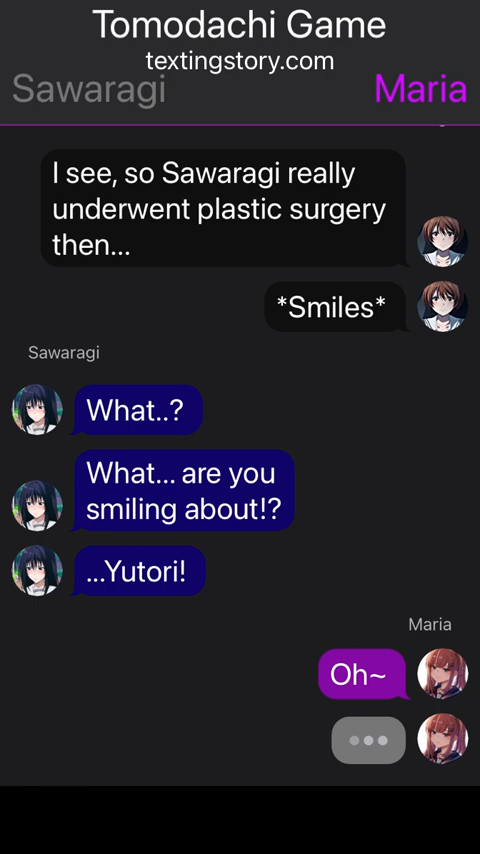 Tomodachi Game
textingstory.com
Sawaragi
Maria
I see, so Sawaragi really
underwent plastic surgery
then...
*Smiles*
Sawaragi
What..?
What... are you
smiling about!?
...Yutori!
Maria
Oh~